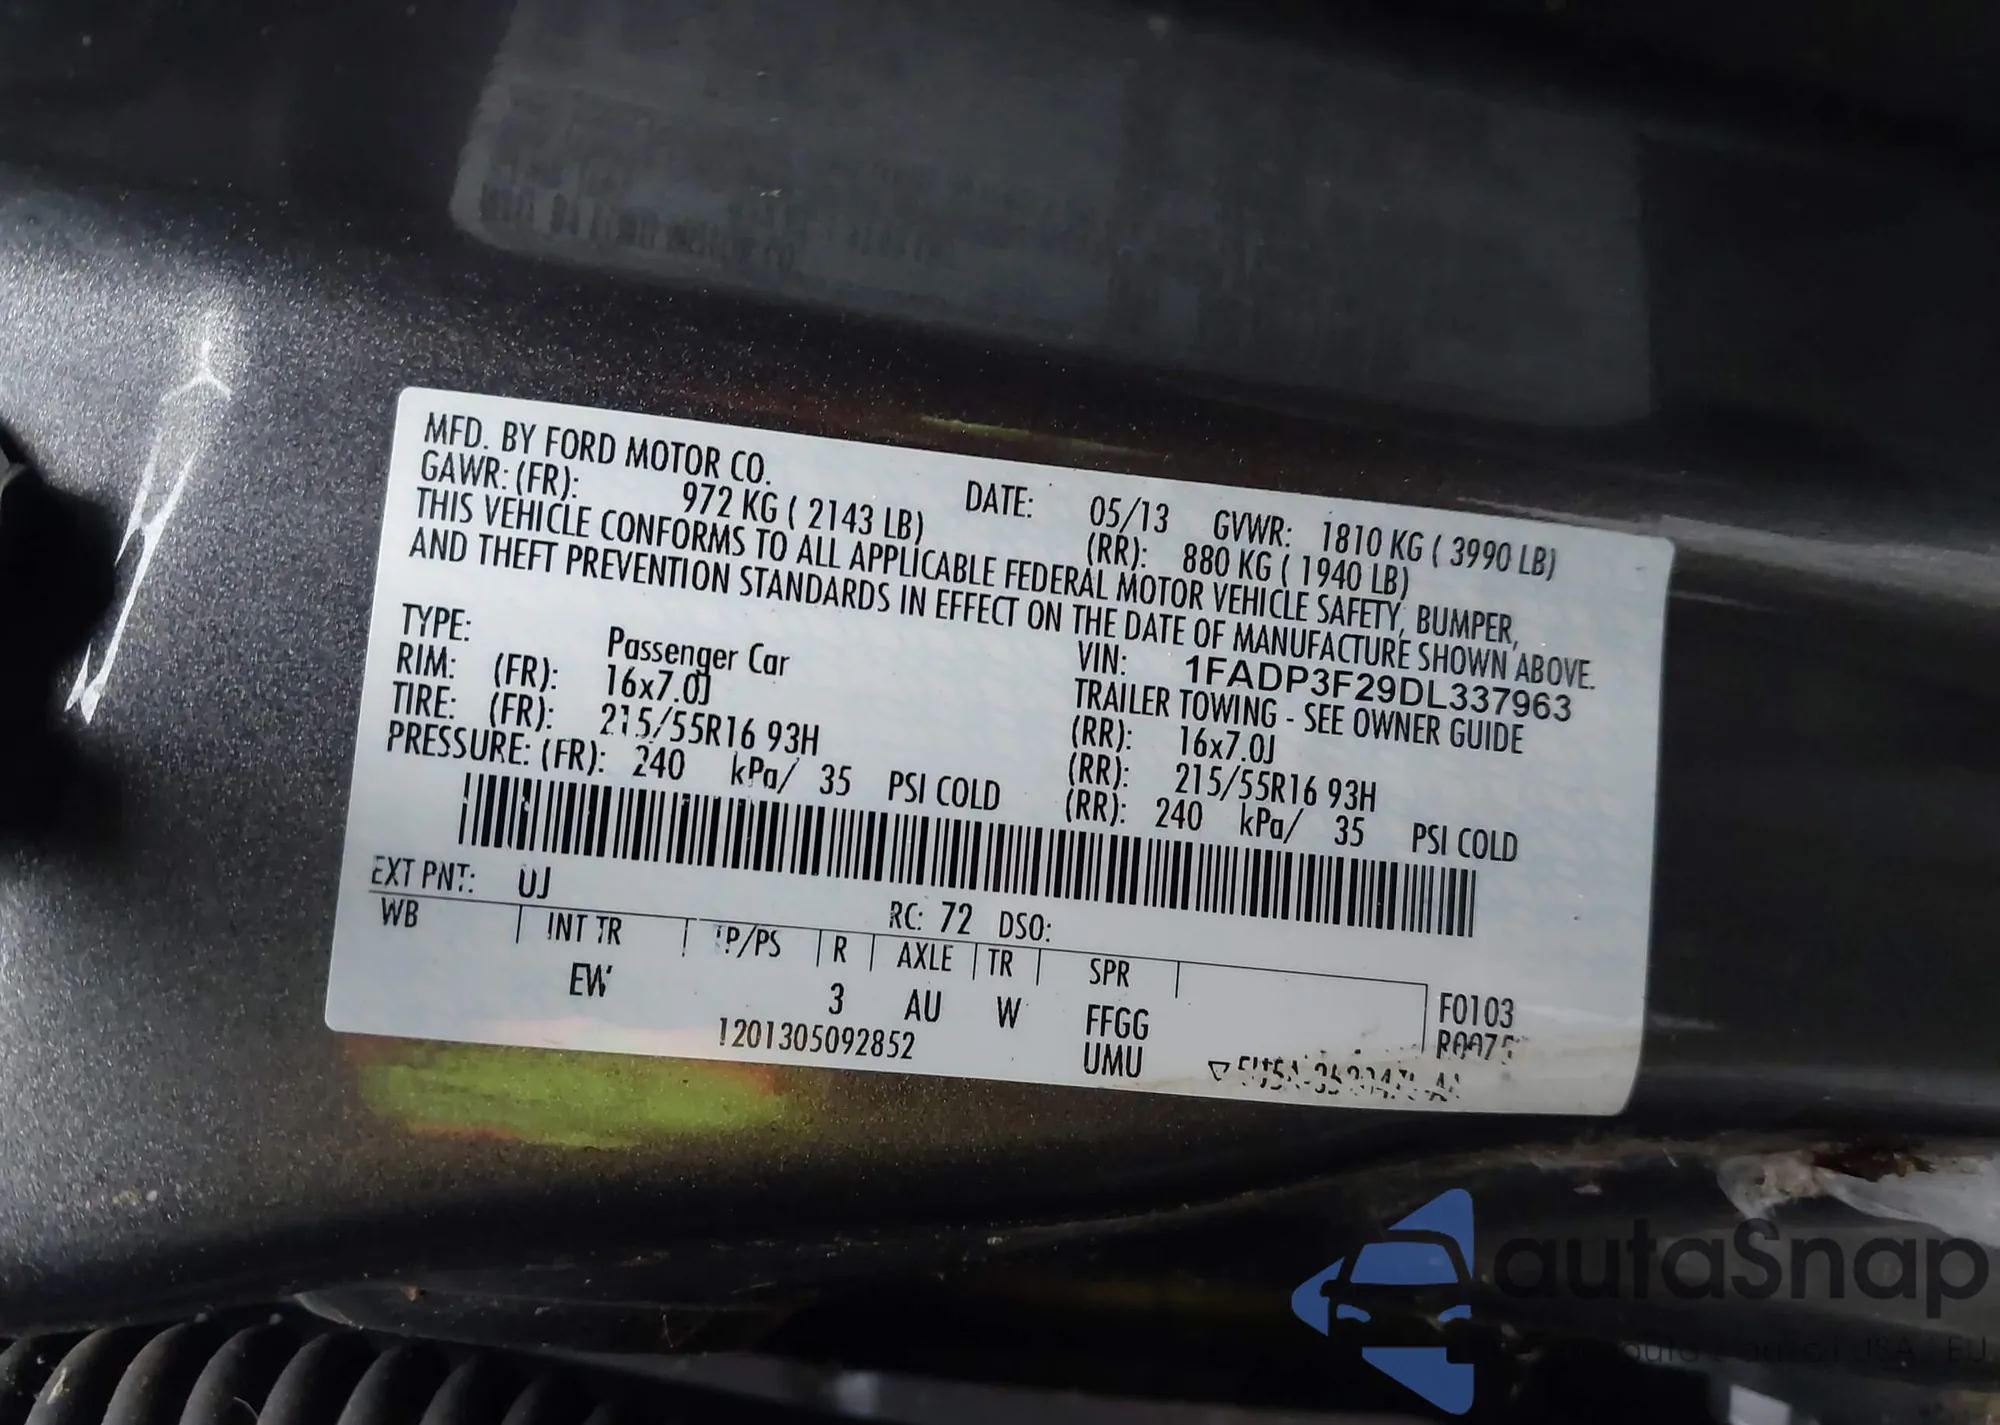 MFD. BY FORD MOTOR CO.
DATE: 05/13 GVWR: 1810 KG ( 3990 LB)
GAWR: (FR): 972 KG ( 2143 LB) (RR): 880 KG ( 1940 LB)
THIS VEHICLE CONFORMS TO ALL APPLICABLE FEDERAL MOTOR VEHICLE SAFETY, BUMPER,
AND THEFT PREVENTION STANDARDS IN EFFECT ON THE DATE OF MANUFACTURE SHOWN ABOVE.
VIN: 1FADP3F29DL337963
TYPE: Passenger Car TRAILER TOWING - SEE OWNER GUIDE
RIM: (FR): 16x7.0J (RR): 16x7.0J
TIRE: (FR): 215/55R16 93H (RR): 215/55R16 93H
PRESSURE: (FR): 240 kPa/ 35 PSI COLD (RR): 240 kPa/ 35 PSI COLD
EXT PNT: UJ RC: 72 DSO:
WB INT TR TP/PS R AXLE TR SPR
EW 3 AU W FFGG F0103
1201305092852 UMU
autaSnap